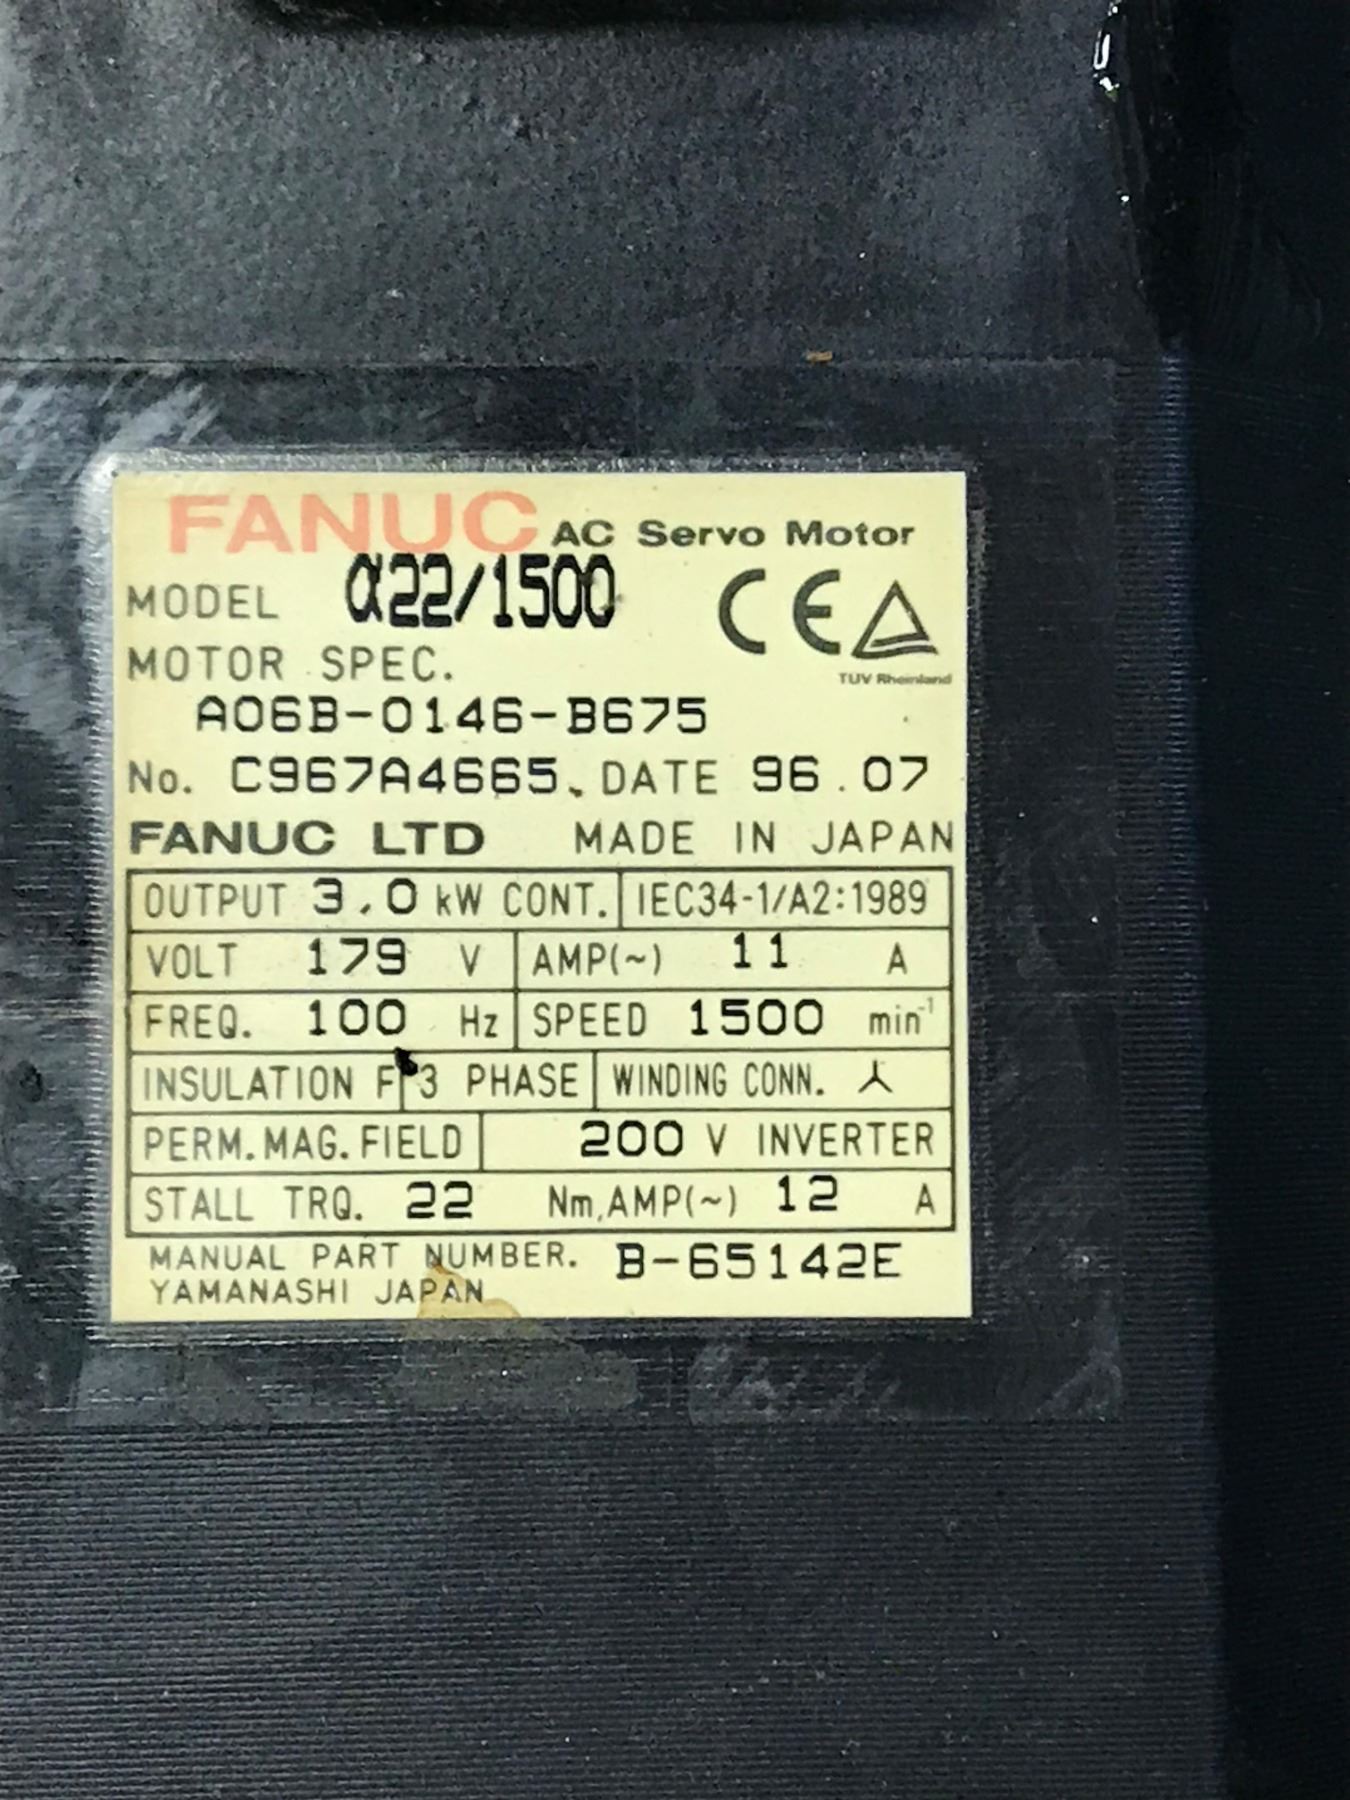 FANUC AC Servo Motor
MODEL α22/1500
CE
TUV Rheinland
MOTOR SPEC.
A06B-0146-B675
No. C967A4665 DATE 96.07
FANUC LTD MADE IN JAPAN
OUTPUT 3.0 kW CONT. IEC34-1/A2:1989
VOLT 179 V AMP(~) 11 A
FREQ. 100 Hz SPEED 1500 min⁻¹
INSULATION F 3 PHASE WINDING CONN.
PERM.MAG.FIELD 200 V INVERTER
STALL TRQ. 22 Nm,AMP(~) 12 A
MANUAL PART NUMBER. B-65142E
YAMANASHI JAPAN